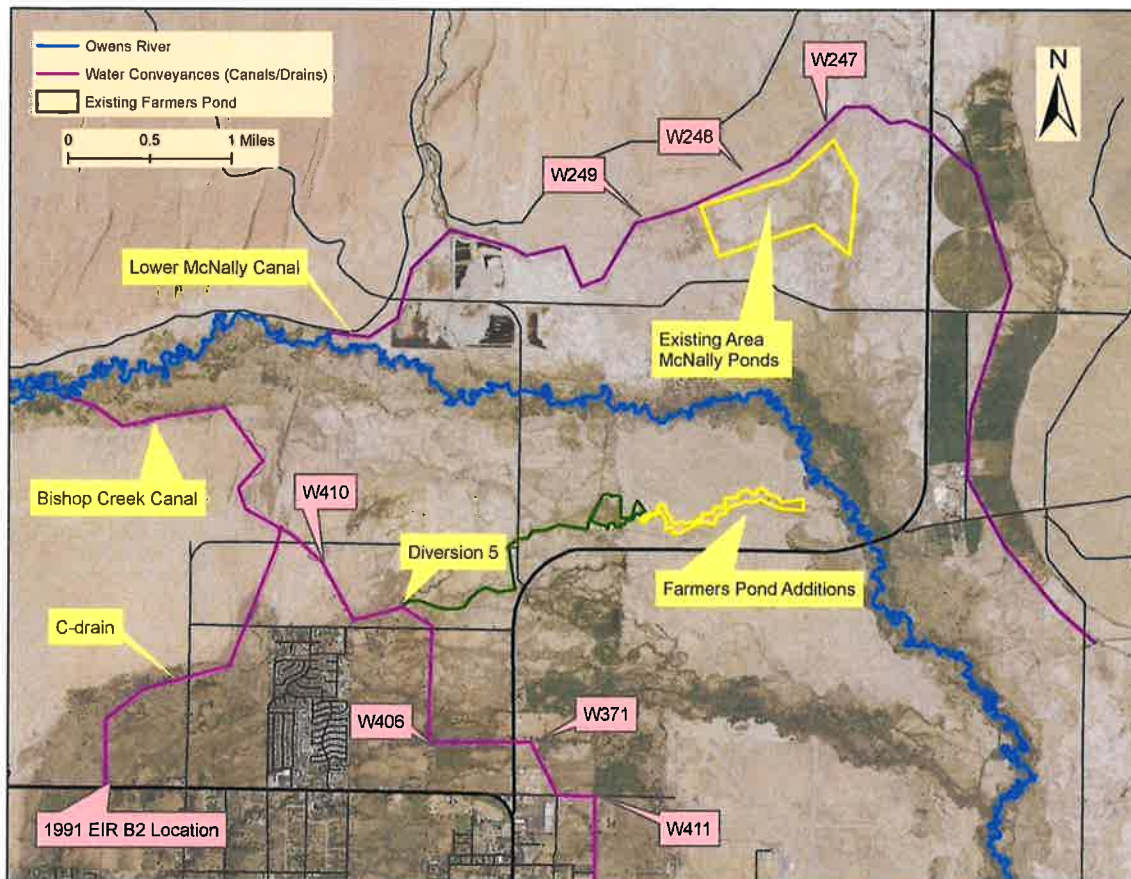 Owens River
Water Conveyances (Canals/Drains)
Existing Farmers Pond
0 0.5 1 Miles
N
W247
W248
W249
Lower McNally Canal
Existing Area
McNally Ponds
Bishop Creek Canal
W410
Diversion 5
Farmers Pond Additions
C-drain
W406
W371
1991 EIR B2 Location
W411